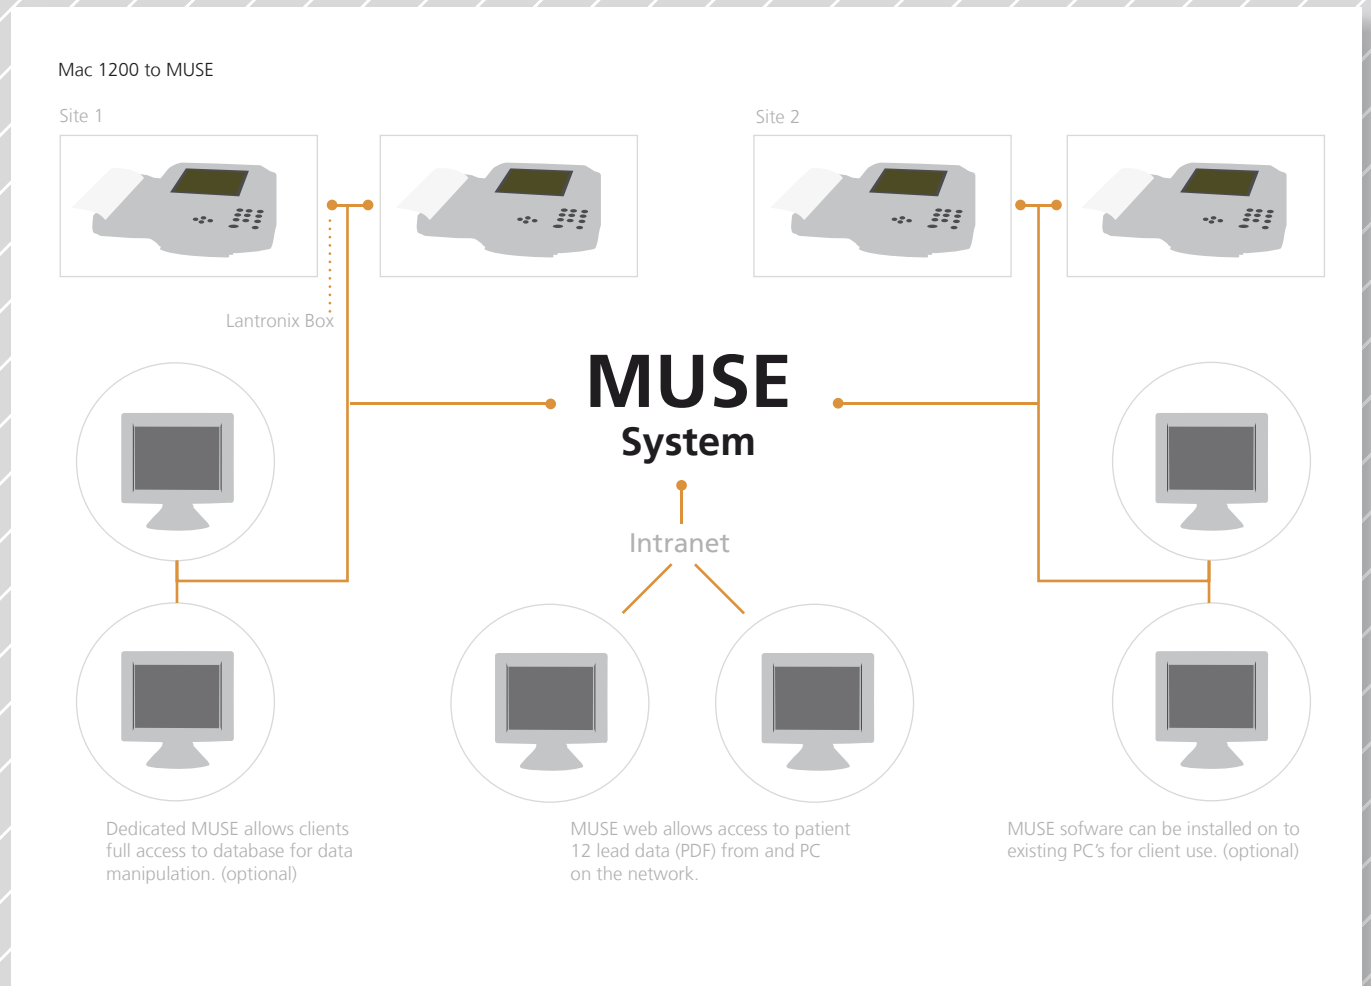 Mac 1200 to MUSE
Site 1
Site 2
Lantronix Box
MUSE
System
Intranet
Dedicated MUSE allows clients
full access to database for data
manipulation. (optional)
MUSE web allows access to patient
12 lead data (PDF) from and PC
on the network.
MUSE sofware can be installed on to
existing PC’s for client use. (optional)